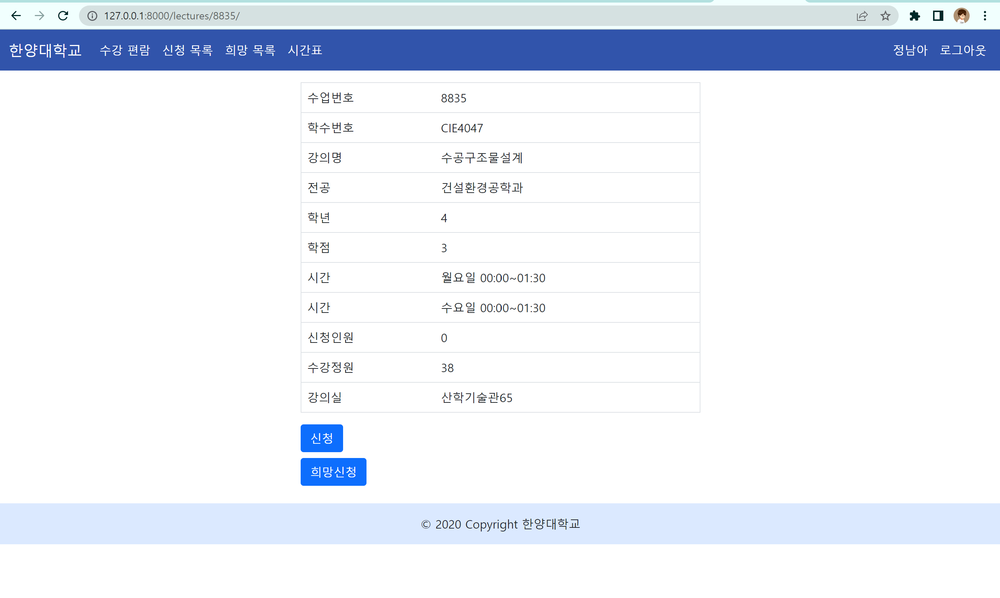 127.0.0.1:8000/lectures/8835/
한양대학교 수강 편람 신청 목록 희망 목록 시간표 정남아 로그아웃
수업번호 8835
학수번호 CIE4047
강의명 수공구조물설계
전공 건설환경공학과
학년 4
학점 3
시간 월요일 00:00~01:30
시간 수요일 00:00~01:30
신청인원 0
수강정원 38
강의실 산학기술관65
신청
희망신청
© 2020 Copyright 한양대학교